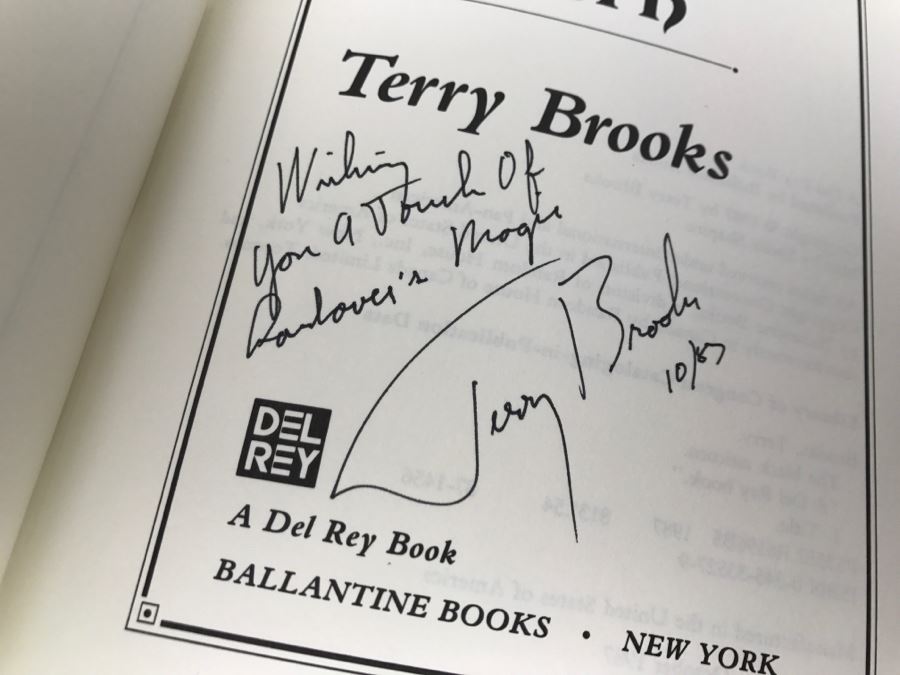 Terry Brooks
Wishing
You A Touch Of
Landover's Magic
Terry Brooks
10/87
DEL
REY
A Del Rey Book
BALLANTINE BOOKS • NEW YORK